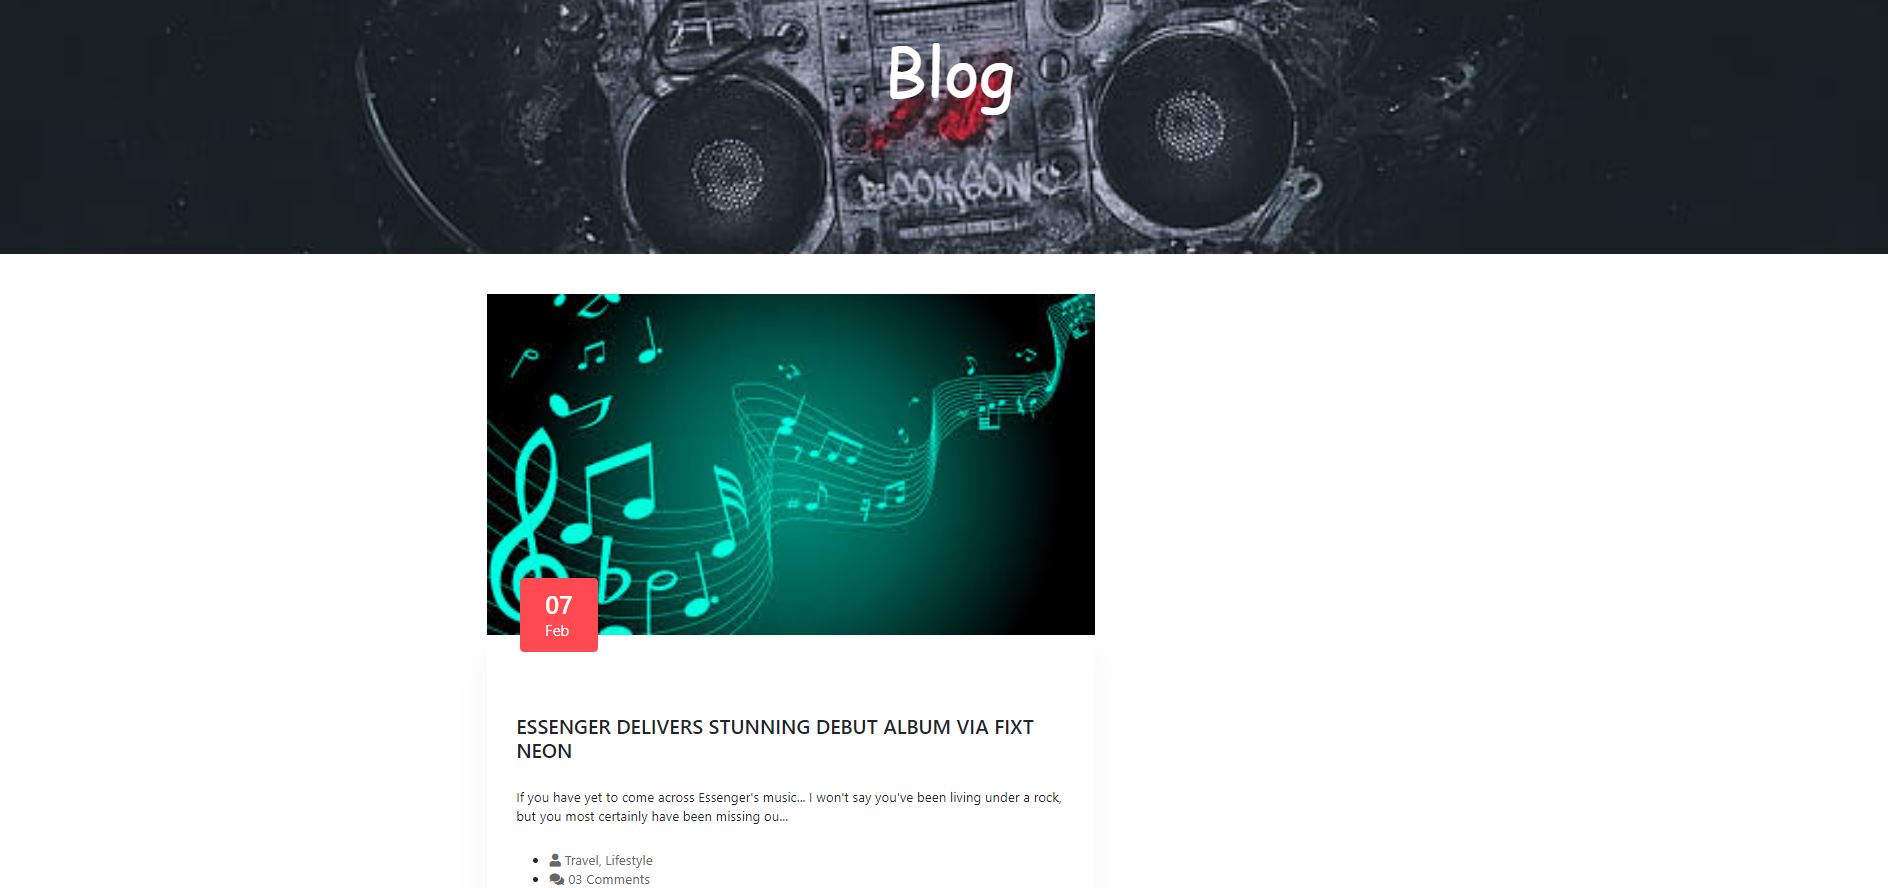 Blog
BOOMSONIC
07
Feb
ESSENGER DELIVERS STUNNING DEBUT ALBUM VIA FIXT
NEON
If you have yet to come across Essenger's music... I won't say you've been living under a rock,
but you most certainly have been missing ou...
Travel, Lifestyle
03 Comments